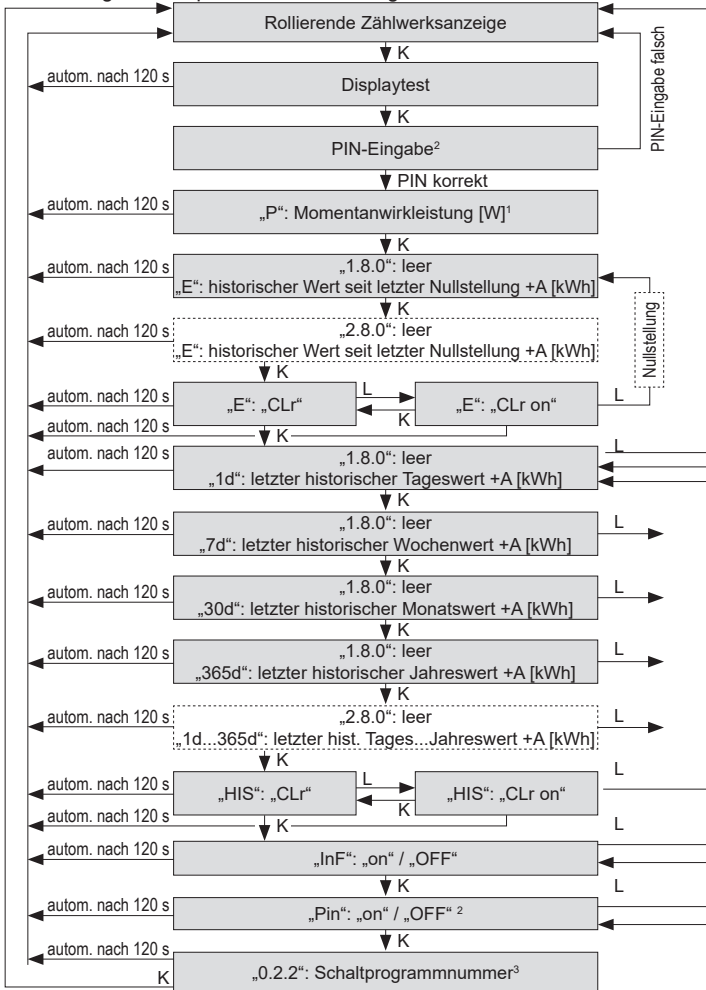 Rollierende Zählwerksanzeige
K
autom. nach 120 s
Displaytest
PIN-Eingabe falsch
K
PIN-Eingabe²
PIN korrekt
autom. nach 120 s
„P“: Momentanwirkleistung [W]¹
K
autom. nach 120 s
„1.8.0“: leer
„E“: historischer Wert seit letzter Nullstellung +A [kWh]
K
Nullstellung
autom. nach 120 s
„2.8.0“: leer
„E“: historischer Wert seit letzter Nullstellung +A [kWh]
K
autom. nach 120 s
„E“: „CLr“
L
K
„E“: „CLr on“
L
autom. nach 120 s
K
autom. nach 120 s
„1.8.0“: leer
„1d“: letzter historischer Tageswert +A [kWh]
L
K
autom. nach 120 s
„1.8.0“: leer
„7d“: letzter historischer Wochenwert +A [kWh]
L
K
autom. nach 120 s
„1.8.0“: leer
„30d“: letzter historischer Monatswert +A [kWh]
L
K
autom. nach 120 s
„1.8.0“: leer
„365d“: letzter historischer Jahreswert +A [kWh]
L
K
autom. nach 120 s
„2.8.0“: leer
„1d...365d“: letzter hist. Tages...Jahreswert +A [kWh]
L
K
autom. nach 120 s
„HIS“: „CLr“
L
K
„HIS“: „CLr on“
L
autom. nach 120 s
K
L
autom. nach 120 s
„InF“: „on“ / „OFF“
K
L
autom. nach 120 s
„Pin“: „on“ / „OFF“ ²
K
autom. nach 120 s
K
„0.2.2“: Schaltprogrammnummer³